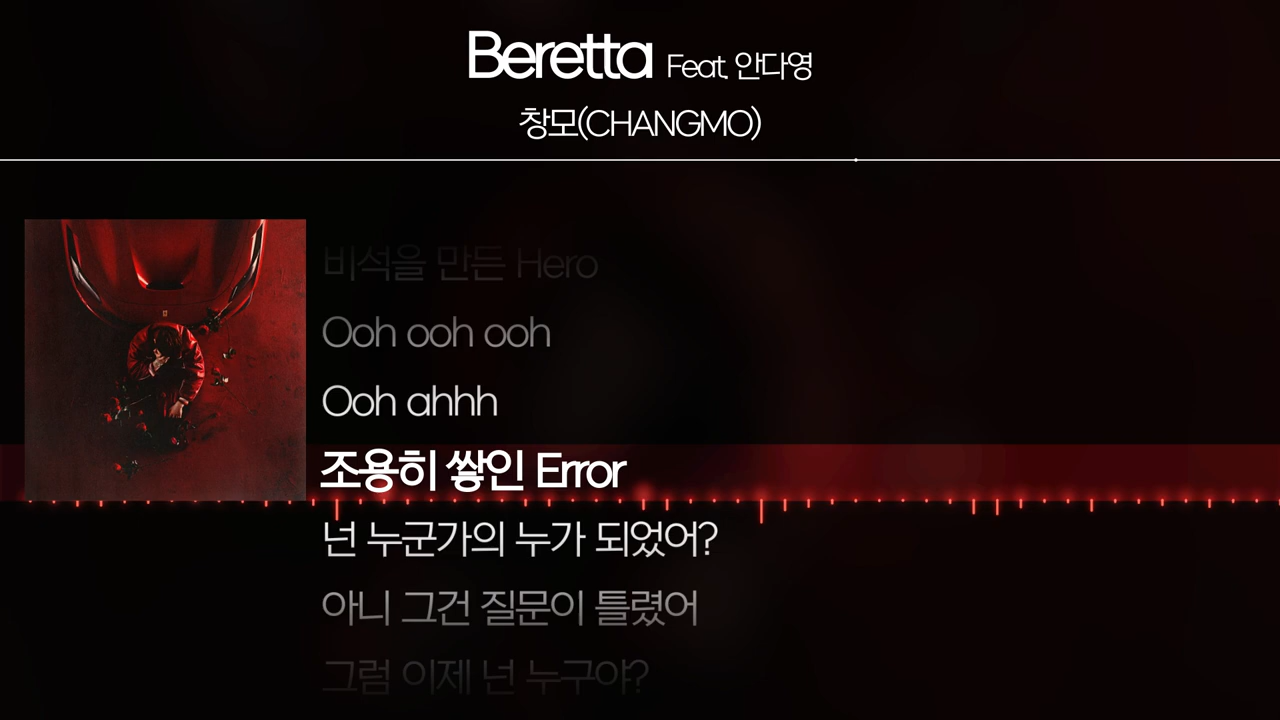 Beretta Feat. 안다영
창모(CHANGMO)
비석을 만든 Hero
Ooh ooh ooh
Ooh ahhh
조용히 쌓인 Error
넌 누군가의 누가 되었어?
아니 그건 질문이 틀렸어
그럼 이제 넌 누구야?